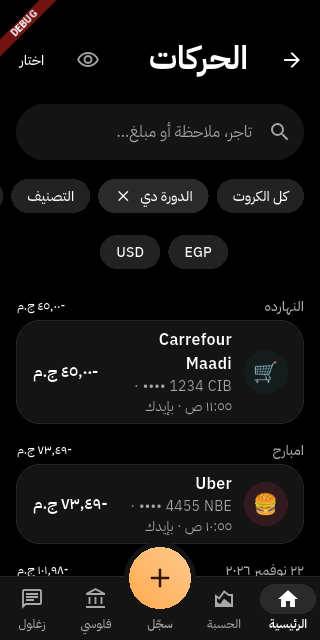 DEBUG
الحركات
اختار
تاجر، ملاحظة أو مبلغ...
كل الكروت
الدورة دي
التصنيف
EGP
USD
النهارده
-٤٥,٠٠ ج.م
Carrefour
Maadi
-٤٥,٠٠ ج.م
· •••• 1234 CIB
١١:٠٠ ص · بإيدك
امبارح
-٧٣,٤٩ ج.م
Uber
-٧٣,٤٩ ج.م
· •••• 4455 NBE
١٠:٠٠ ص · بإيدك
٢٢ نوفمبر ٢٠٢٦
-١٠١,٩٨ ج.م
الرئيسية
الحسبة
سجّل
فلوسي
زغلول